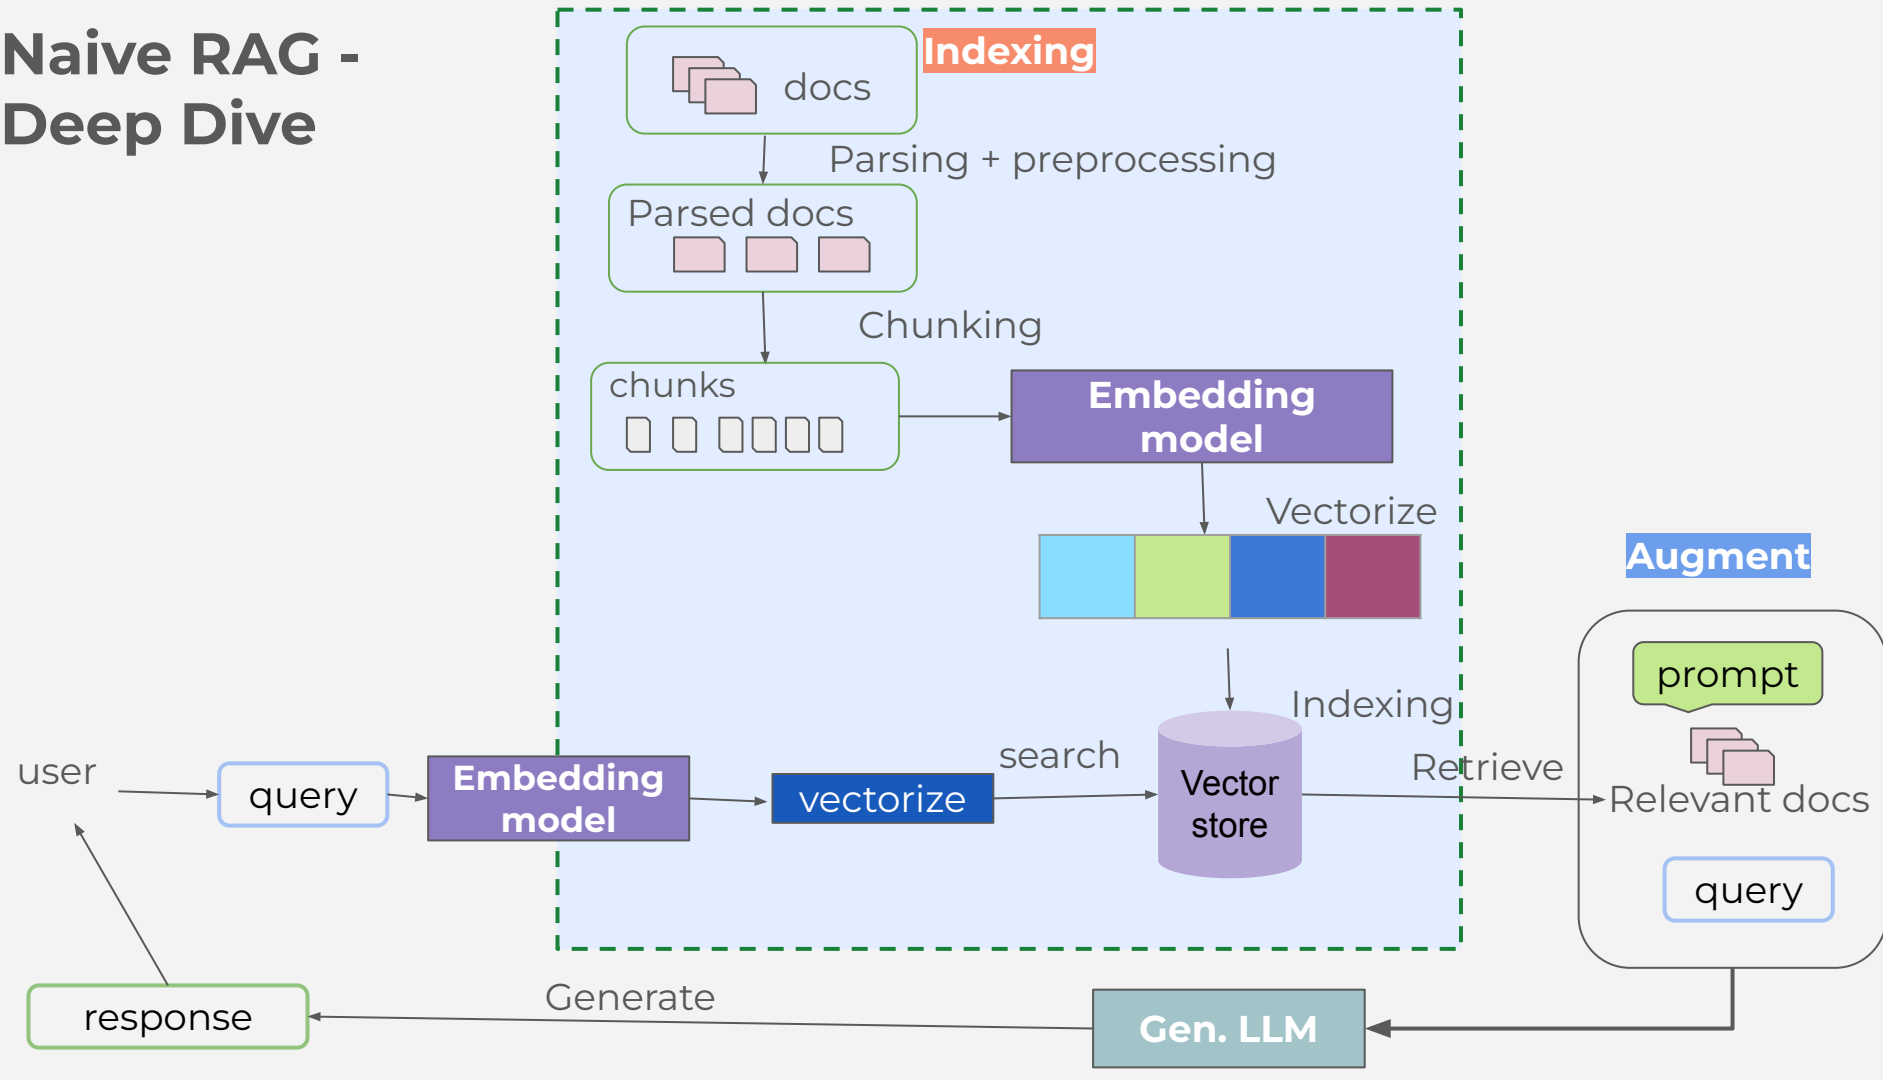 Naive RAG -
Deep Dive
Indexing
docs
Parsing + preprocessing
Parsed docs
Chunking
chunks
Embedding
model
Vectorize
Augment
prompt
Indexing
user
query
Embedding
model
vectorize
search
Vector
store
Retrieve
Relevant docs
query
response
Generate
Gen. LLM